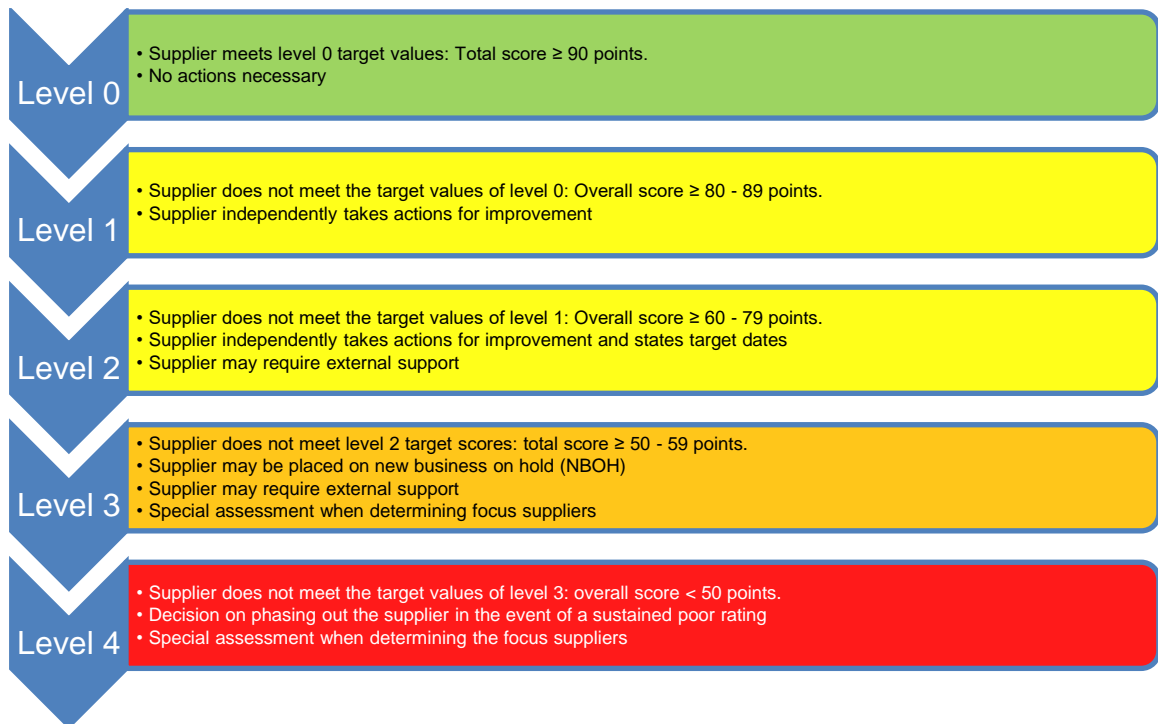 Level 0
• Supplier meets level 0 target values: Total score ≥ 90 points.
• No actions necessary
Level 1
• Supplier does not meet the target values of level 0: Overall score ≥ 80 - 89 points.
• Supplier independently takes actions for improvement
Level 2
• Supplier does not meet the target values of level 1: Overall score ≥ 60 - 79 points.
• Supplier independently takes actions for improvement and states target dates
• Supplier may require external support
Level 3
• Supplier does not meet level 2 target scores: total score ≥ 50 - 59 points.
• Supplier may be placed on new business on hold (NBOH)
• Supplier may require external support
• Special assessment when determining focus suppliers
Level 4
• Supplier does not meet the target values of level 3: overall score < 50 points.
• Decision on phasing out the supplier in the event of a sustained poor rating
• Special assessment when determining the focus suppliers